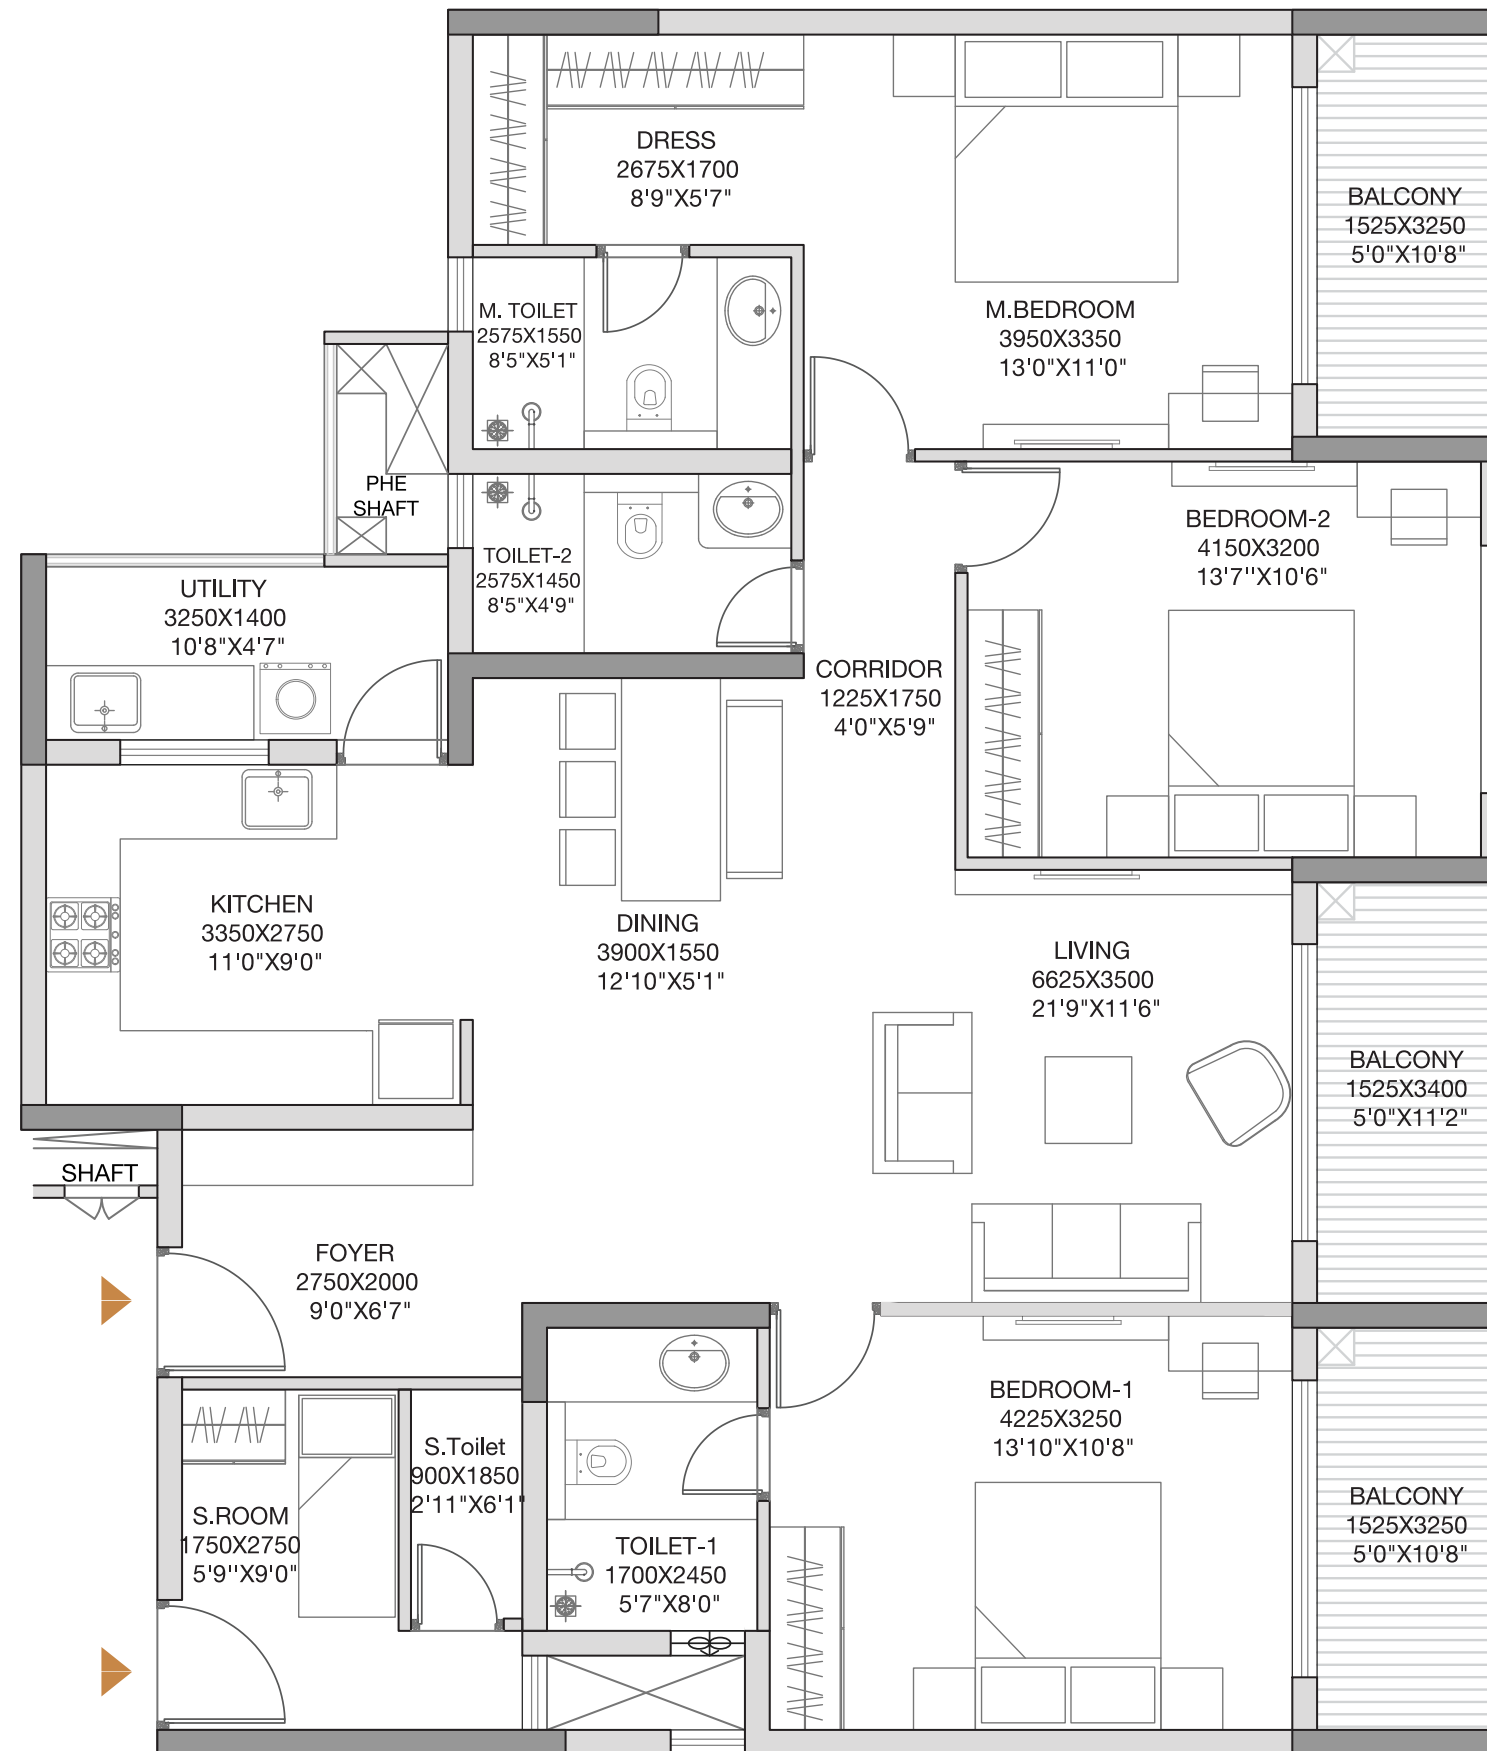 DRESS
2675X1700
8'9"X5'7"
BALCONY
1525X3250
5'0"X10'8"
M. TOILET
2575X1550
8'5"X5'1"
M.BEDROOM
3950X3350
13'0"X11'0"
PHE
SHAFT
BEDROOM-2
4150X3200
13'7''X10'6"
TOILET-2
2575X1450
8'5"X4'9"
UTILITY
3250X1400
10'8"X4'7"
CORRIDOR
1225X1750
4'0"X5'9"
KITCHEN
3350X2750
11'0"X9'0"
DINING
3900X1550
12'10"X5'1"
LIVING
6625X3500
21'9"X11'6"
BALCONY
1525X3400
5'0"X11'2"
SHAFT
FOYER
2750X2000
9'0"X6'7"
BEDROOM-1
4225X3250
13'10"X10'8"
S.Toilet
900X1850
2'11"X6'1"
S.ROOM
1750X2750
5'9''X9'0"
TOILET-1
1700X2450
5'7"X8'0"
BALCONY
1525X3250
5'0"X10'8"